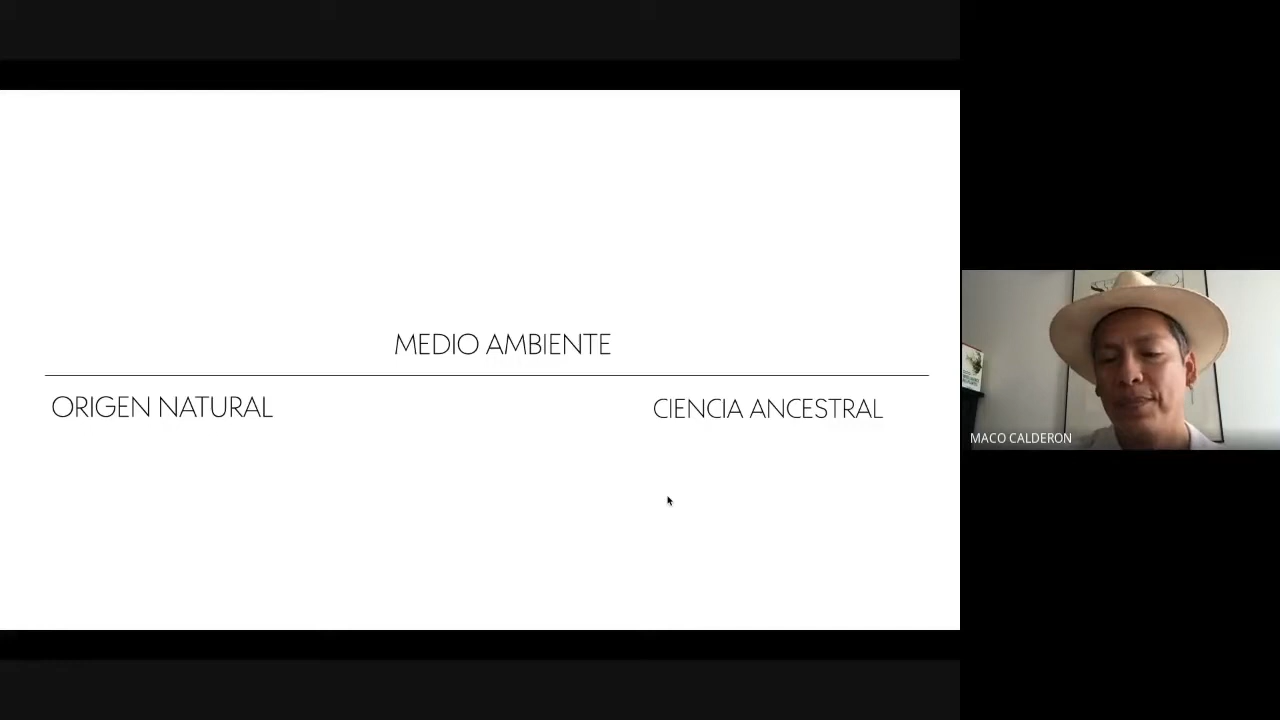 MEDIO AMBIENTE
ORIGEN NATURAL
CIENCIA ANCESTRAL
MACO CALDERON